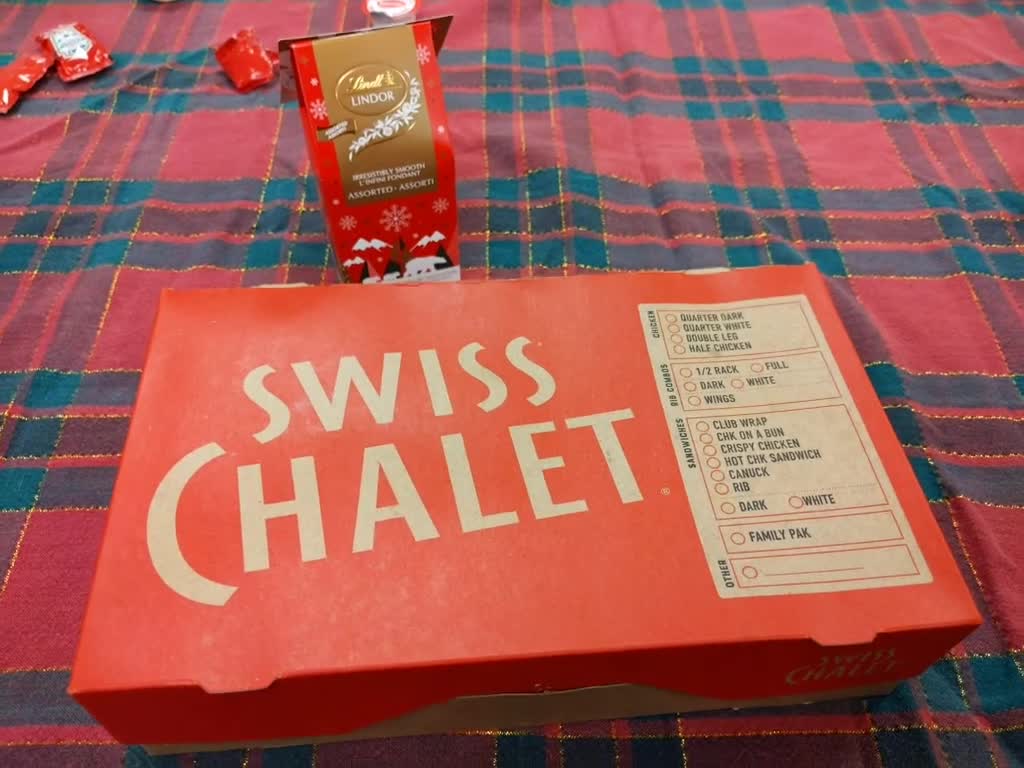 Lindt
LINDOR
IRRESISTIBLY SMOOTH
L'INFINI FONDANT
ASSORTED · ASSORTI
SWISS
CHALET
®
CHICKEN
QUARTER DARK
QUARTER WHITE
DOUBLE LEG
HALF CHICKEN
RIB COMBOS
1/2 RACK FULL
DARK WHITE
WINGS
SANDWICHES
CLUB WRAP
CHK ON A BUN
CRISPY CHICKEN
HOT CHK SANDWICH
CANUCK
RIB
DARK WHITE
FAMILY PAK
OTHER
SWISS
CHALET